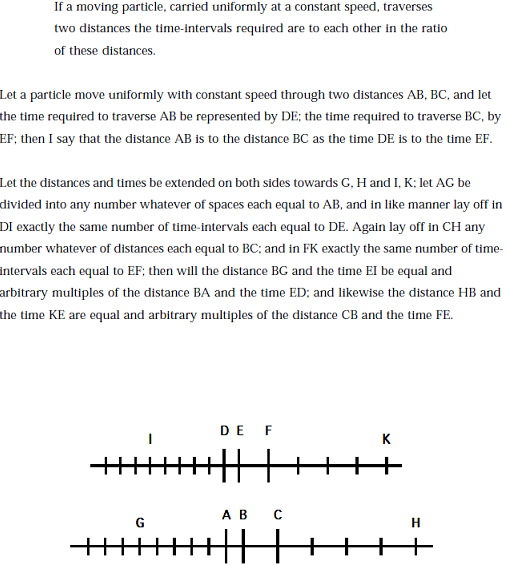 If a moving particle, carried uniformly at a constant speed, traverses
two distances the time-intervals required are to each other in the ratio
of these distances.
Let a particle move uniformly with constant speed through two distances AB, BC, and let
the time required to traverse AB be represented by DE; the time required to traverse BC, by
EF; then I say that the distance AB is to the distance BC as the time DE is to the time EF.
Let the distances and times be extended on both sides towards G, H and I, K; let AG be
divided into any number whatever of spaces each equal to AB, and in like manner lay off in
DI exactly the same number of time-intervals each equal to DE. Again lay off in CH any
number whatever of distances each equal to BC; and in FK exactly the same number of time-
intervals each equal to EF; then will the distance BG and the time EI be equal and
arbitrary multiples of the distance BA and the time ED; and likewise the distance HB and
the time KE are equal and arbitrary multiples of the distance CB and the time FE.
I D E F K
G A B C H